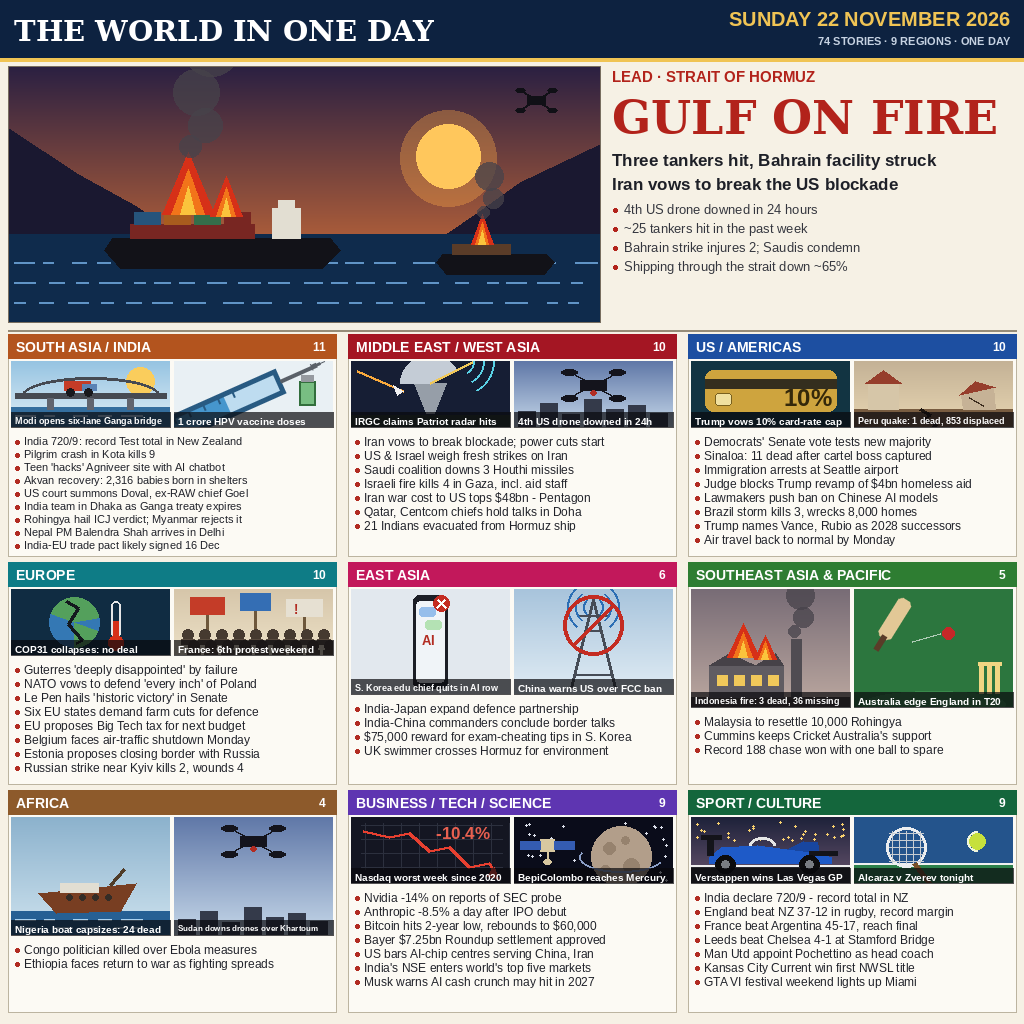 THE WORLD IN ONE DAY
SUNDAY 22 NOVEMBER 2026
74 STORIES · 9 REGIONS · ONE DAY
LEAD · STRAIT OF HORMUZ
GULF ON FIRE
Three tankers hit, Bahrain facility struck
Iran vows to break the US blockade
• 4th US drone downed in 24 hours
• ~25 tankers hit in the past week
• Bahrain strike injures 2; Saudis condemn
• Shipping through the strait down ~65%
SOUTH ASIA / INDIA 11
Modi opens six-lane Ganga bridge
1 crore HPV vaccine doses
• India 720/9: record Test total in New Zealand
• Pilgrim crash in Kota kills 9
• Teen 'hacks' Agniveer site with AI chatbot
• Akvan recovery: 2,316 babies born in shelters
• US court summons Doval, ex-RAW chief Goel
• India team in Dhaka as Ganga treaty expires
• Rohingya hail ICJ verdict; Myanmar rejects it
• Nepal PM Balendra Shah arrives in Delhi
• India-EU trade pact likely signed 16 Dec
MIDDLE EAST / WEST ASIA 10
IRGC claims Patriot radar hits
4th US drone downed in 24h
• Iran vows to break blockade; power cuts start
• US & Israel weigh fresh strikes on Iran
• Saudi coalition downs 3 Houthi missiles
• Israeli fire kills 4 in Gaza, incl. aid staff
• Iran war cost to US tops $48bn - Pentagon
• Qatar, Centcom chiefs hold talks in Doha
• 21 Indians evacuated from Hormuz ship
US / AMERICAS 10
10%
Trump vows 10% card-rate cap
Peru quake: 1 dead, 853 displaced
• Democrats' Senate vote tests new majority
• Sinaloa: 11 dead after cartel boss captured
• Immigration arrests at Seattle airport
• Judge blocks Trump revamp of $4bn homeless aid
• Lawmakers push ban on Chinese AI models
• Brazil storm kills 3, wrecks 8,000 homes
• Trump names Vance, Rubio as 2028 successors
• Air travel back to normal by Monday
EUROPE 10
!
COP31 collapses: no deal
France: 6th protest weekend
• Guterres 'deeply disappointed' by failure
• NATO vows to defend 'every inch' of Poland
• Le Pen hails 'historic victory' in Senate
• Six EU states demand farm cuts for defence
• EU proposes Big Tech tax for next budget
• Belgium faces air-traffic shutdown Monday
• Estonia proposes closing border with Russia
• Russian strike near Kyiv kills 2, wounds 4
EAST ASIA 6
AI
S. Korea edu chief quits in AI row
China warns US over FCC ban
• India-Japan expand defence partnership
• India-China commanders conclude border talks
• $75,000 reward for exam-cheating tips in S. Korea
• UK swimmer crosses Hormuz for environment
SOUTHEAST ASIA & PACIFIC 5
Indonesia fire: 3 dead, 36 missing
Australia edge England in T20
• Malaysia to resettle 10,000 Rohingya
• Cummins keeps Cricket Australia's support
• Record 188 chase won with one ball to spare
AFRICA 4
Nigeria boat capsizes: 24 dead
Sudan downs drones over Khartoum
• Congo politician killed over Ebola measures
• Ethiopia faces return to war as fighting spreads
BUSINESS / TECH / SCIENCE 9
-10.4%
Nasdaq worst week since 2020
BepiColombo reaches Mercury.
• Nvidia -14% on reports of SEC probe
• Anthropic -8.5% a day after IPO debut
• Bitcoin hits 2-year low, rebounds to $60,000
• Bayer $7.25bn Roundup settlement approved
• US bars AI-chip centres serving China, Iran
• India's NSE enters world's top five markets
• Musk warns AI cash crunch may hit in 2027
SPORT / CULTURE 9
Verstappen wins Las Vegas GP
Alcaraz v Zverev tonight
• India declare 720/9 - record total in NZ
• England beat NZ 37-12 in rugby, record margin
• France beat Argentina 45-17, reach final
• Leeds beat Chelsea 4-1 at Stamford Bridge
• Man Utd appoint Pochettino as head coach
• Kansas City Current win first NWSL title
• GTA VI festival weekend lights up Miami